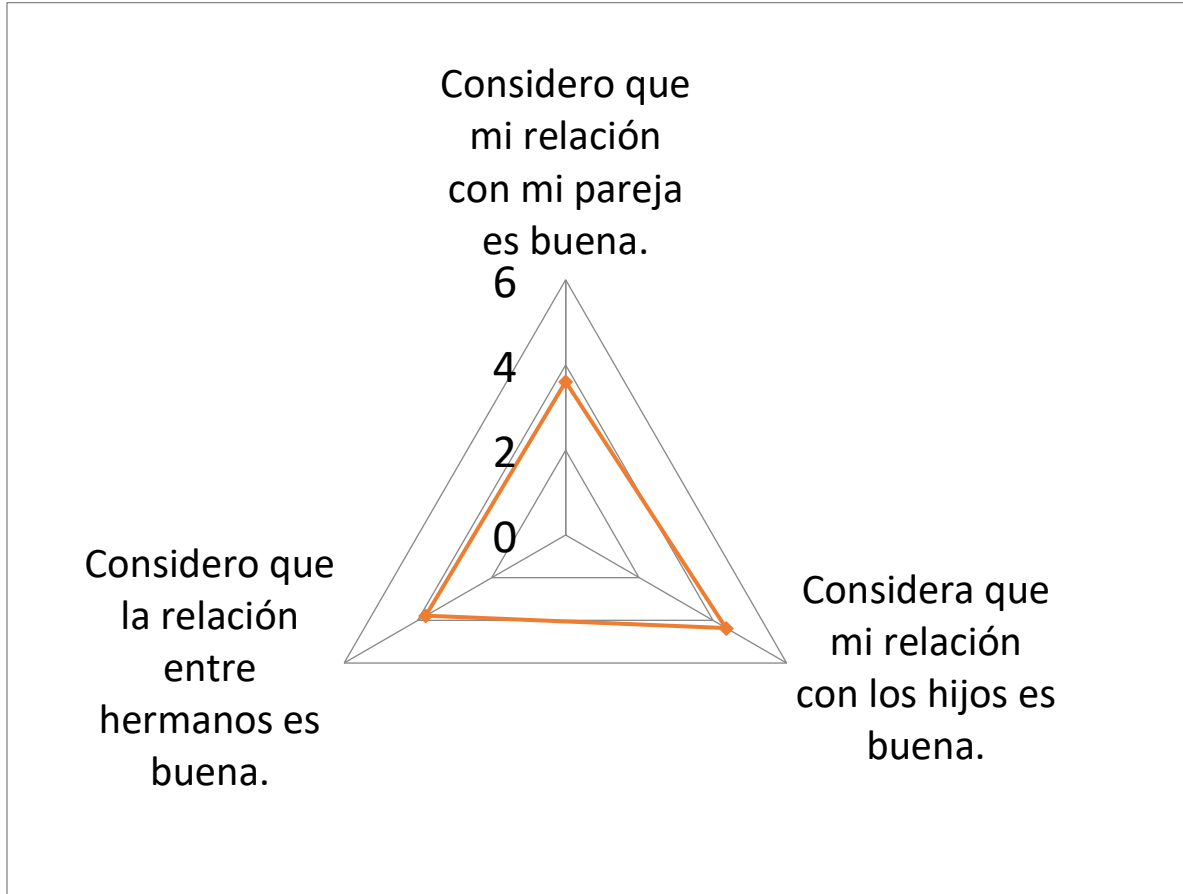 Considero que
mi relación
con mi pareja
es buena.
6
4
2
0
Considero que
la relación
entre
hermanos es
buena.
Considera que
mi relación
con los hijos es
buena.